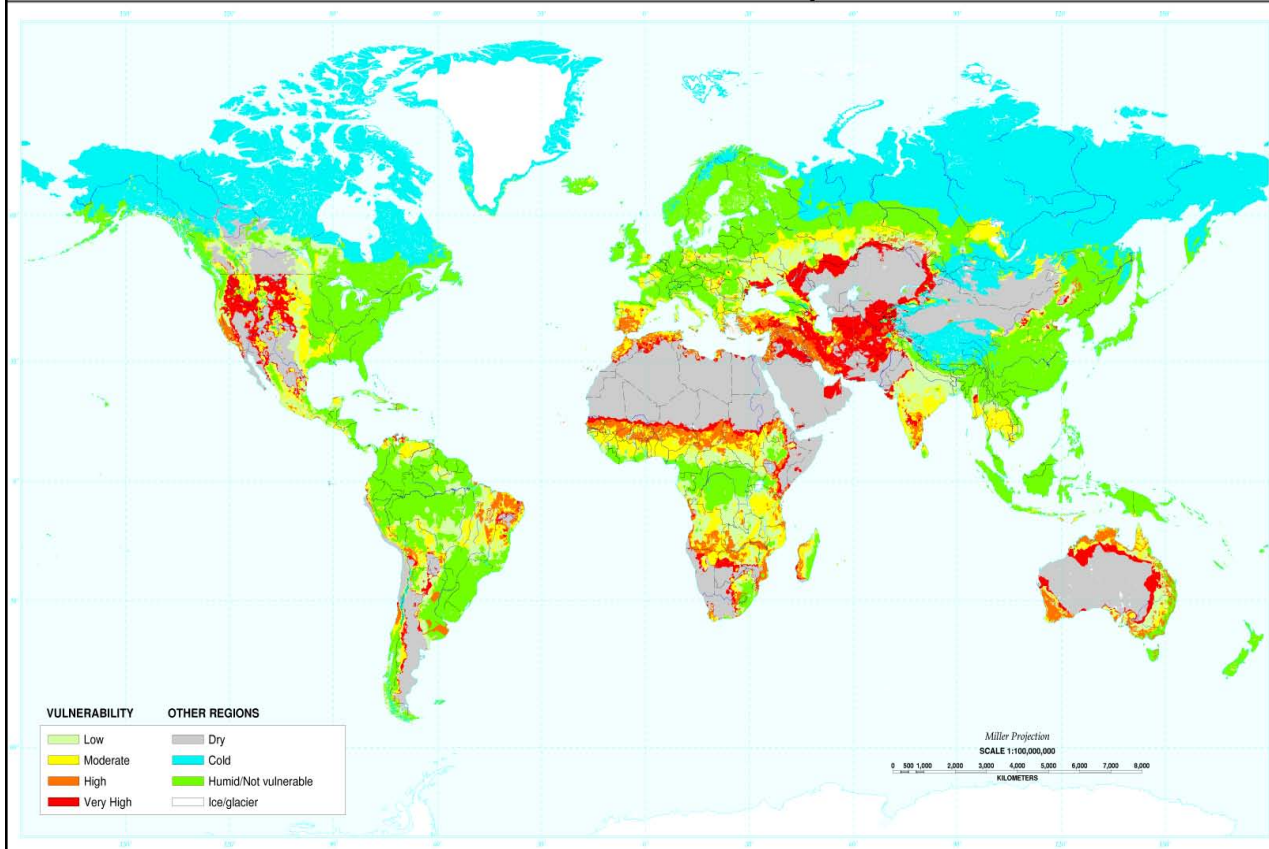 VULNERABILITY OTHER REGIONS
Low Dry
Moderate Cold
High Humid/Not vulnerable
Very High Ice/glacier
Miller Projection
SCALE 1:100,000,000
0 500 1,000 2,000 3,000 4,000 5,000 6,000 7,000 8,000
KILOMETERS